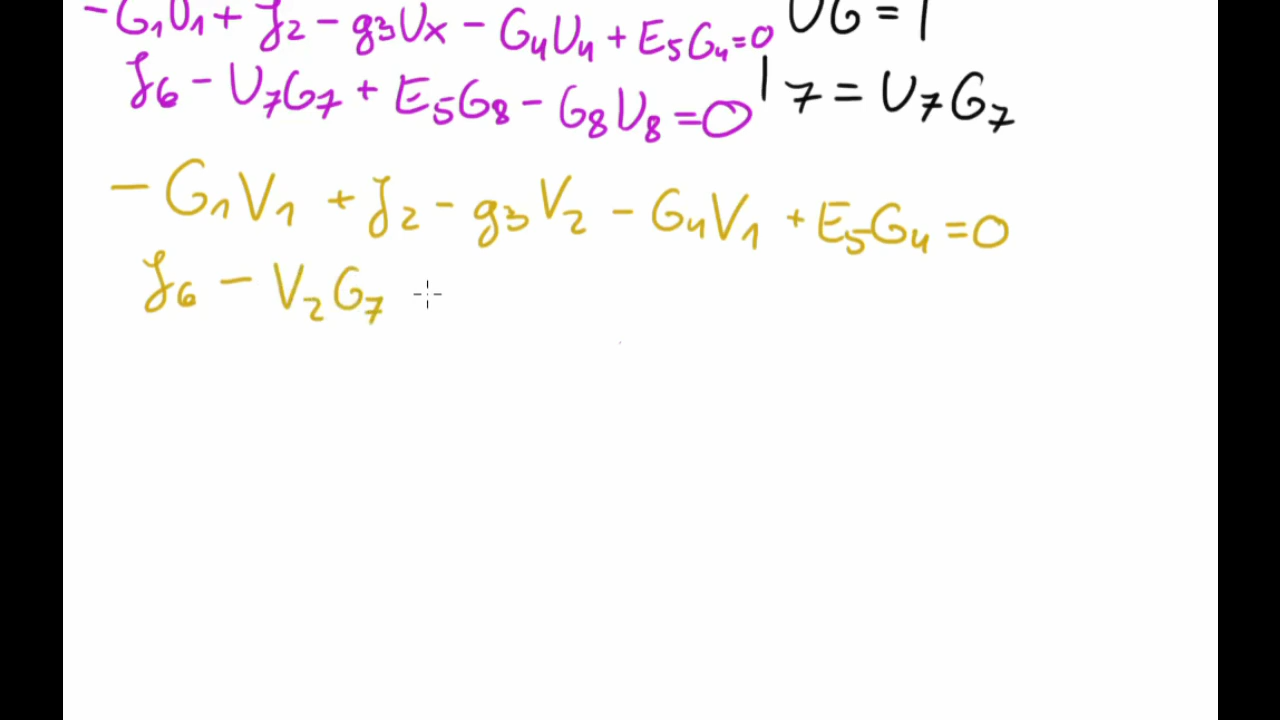 -G₁U₁ + J₂ - g₃Ux - G₄U₄ + E₅G₄=0 UG = I
J₆ - U₇G₇ + E₅G₈ - G₈U₈ =0 I7 = U₇G₇
-G₁V₁ + J₂ - g₃V₂ - G₄V₁ + E₅G₄ =0
J₆ - V₂G₇